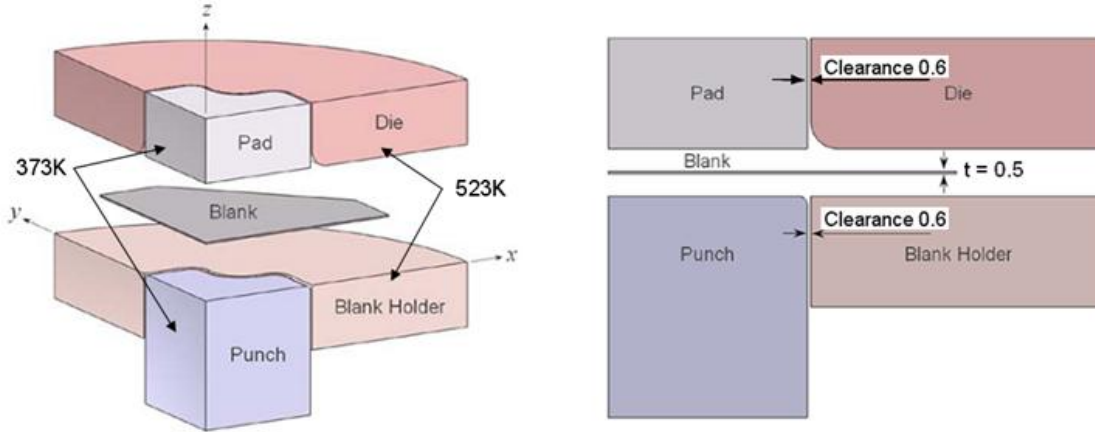 z
Die
Pad
373K
523K
Blank
y
x
Blank Holder
Punch
Clearance 0.6
Pad
Die
Blank
t = 0.5
Clearance 0.6
Punch
Blank Holder